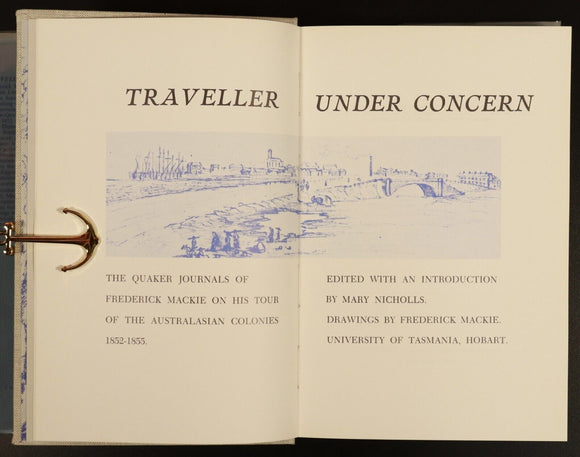 TRAVELLER UNDER CONCERN
THE QUAKER JOURNALS OF
FREDERICK MACKIE ON HIS TOUR
OF THE AUSTRALASIAN COLONIES
1852-1855.
EDITED WITH AN INTRODUCTION
BY MARY NICHOLLS.
DRAWINGS BY FREDERICK MACKIE.
UNIVERSITY OF TASMANIA, HOBART.